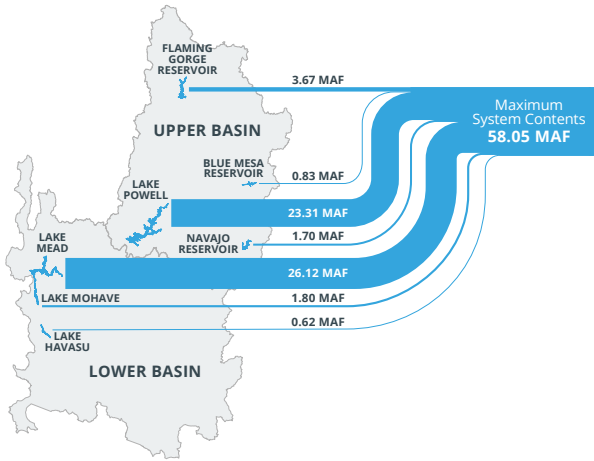 FLAMING
GORGE
RESERVOIR
3.67 MAF
Maximum
System Contents
58.05 MAF
UPPER BASIN
BLUE MESA
RESERVOIR
0.83 MAF
LAKE
POWELL
23.31 MAF
NAVAJO
RESERVOIR
1.70 MAF
LAKE
MEAD
26.12 MAF
LAKE MOHAVE
1.80 MAF
0.62 MAF
LAKE
HAVASU
LOWER BASIN